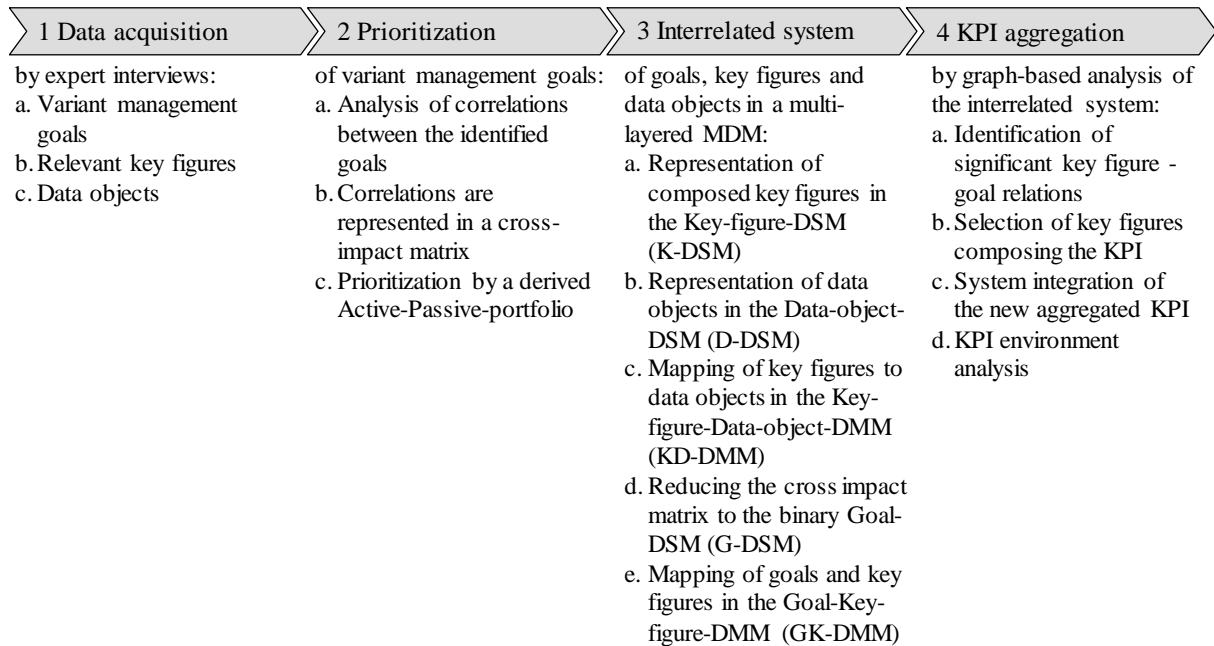 1 Data acquisition
by expert interviews:
a. Variant management
goals
b. Relevant key figures
c. Data objects
2 Prioritization
of variant management goals:
a. Analysis of correlations
between the identified
goals
b. Correlations are
represented in a cross-
impact matrix
c. Prioritization by a derived
Active-Passive-portfolio
3 Interrelated system
of goals, key figures and
data objects in a multi-
layered MDM:
a. Representation of
composed key figures in
the Key-figure-DSM
(K-DSM)
b. Representation of data
objects in the Data-object-
DSM (D-DSM)
c. Mapping of key figures to
data objects in the Key-
figure-Data-object-DMM
(KD-DMM)
d. Reducing the cross impact
matrix to the binary Goal-
DSM (G-DSM)
e. Mapping of goals and key
figures in the Goal-Key-
figure-DMM (GK-DMM)
4 KPI aggregation
by graph-based analysis of
the interrelated system:
a. Identification of
significant key figure -
goal relations
b. Selection of key figures
composing the KPI
c. System integration of
the new aggregated KPI
d. KPI environment
analysis